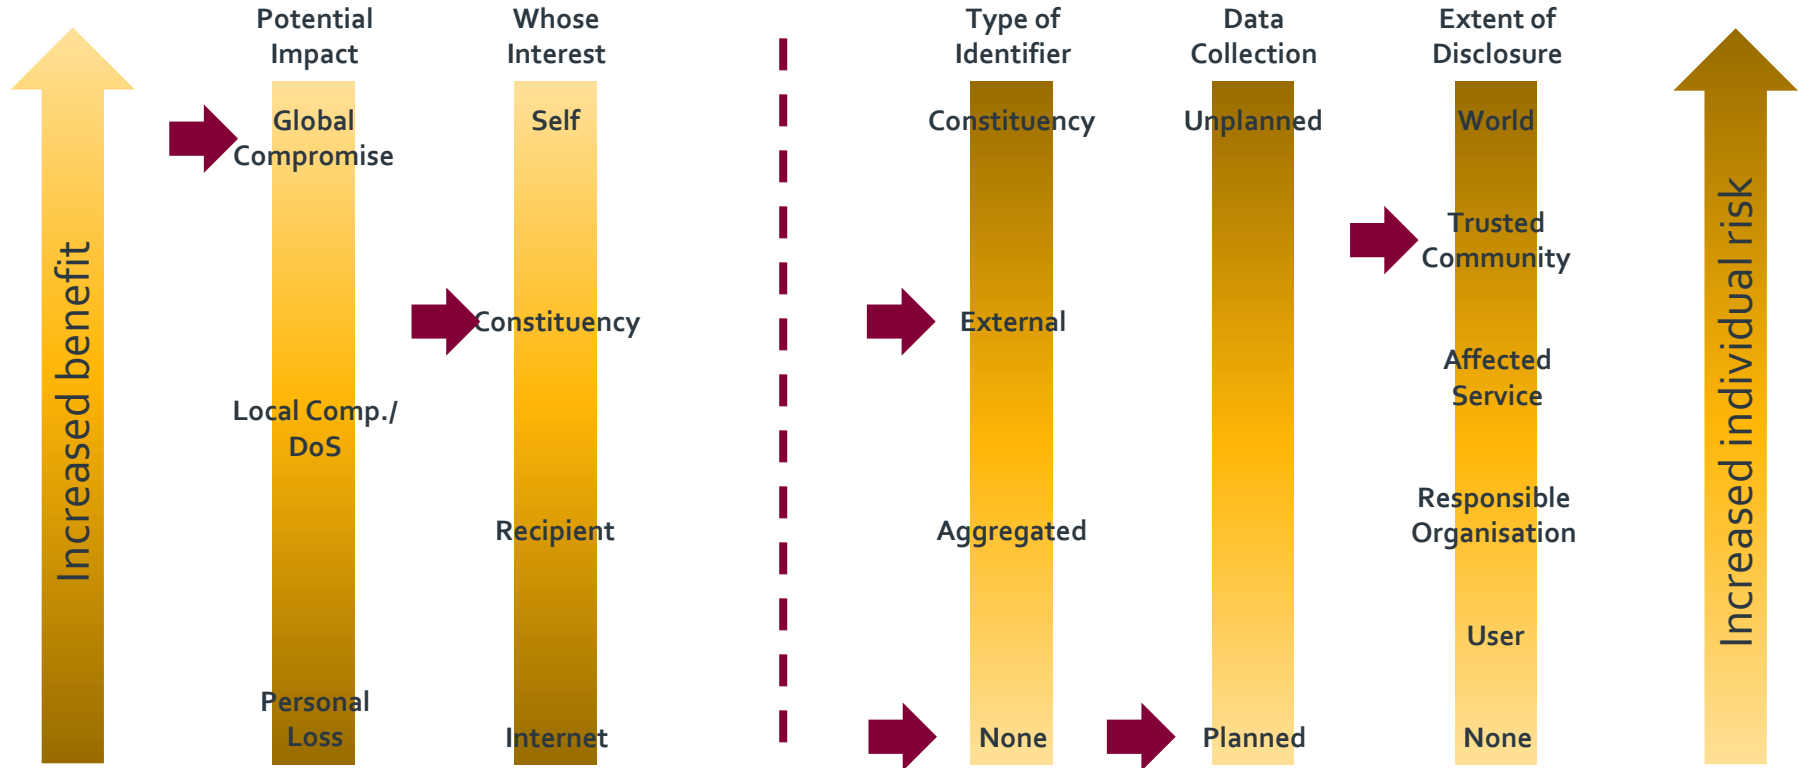 Increased benefit
Potential
Impact
Global
Compromise
Local Comp./
DoS
Personal
Loss
Whose
Interest
Self
Constituency
Recipient
Internet
Type of
Identifier
Constituency
External
Aggregated
None
Data
Collection
Unplanned
Planned
Extent of
Disclosure
World
Trusted
Community
Affected
Service
Responsible
Organisation
User
None
Increased individual risk